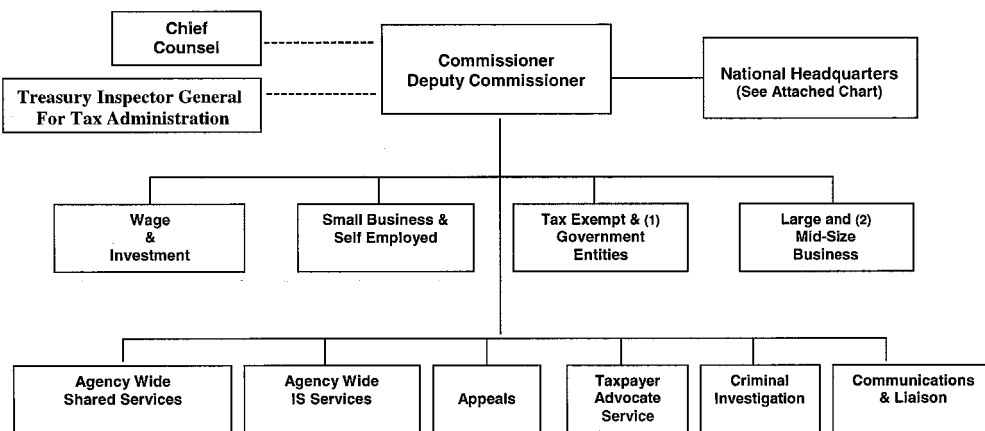 Chief
Counsel
Commissioner
Deputy Commissioner
National Headquarters
(See Attached Chart)
Treasury Inspector General
For Tax Administration
Wage
&
Investment
Small Business &
Self Employed
Tax Exempt & (1)
Government
Entities
Large and (2)
Mid-Size
Business
Agency Wide
Shared Services
Agency Wide
IS Services
Appeals
Taxpayer
Advocate
Service
Criminal
Investigation
Communications
& Liaison